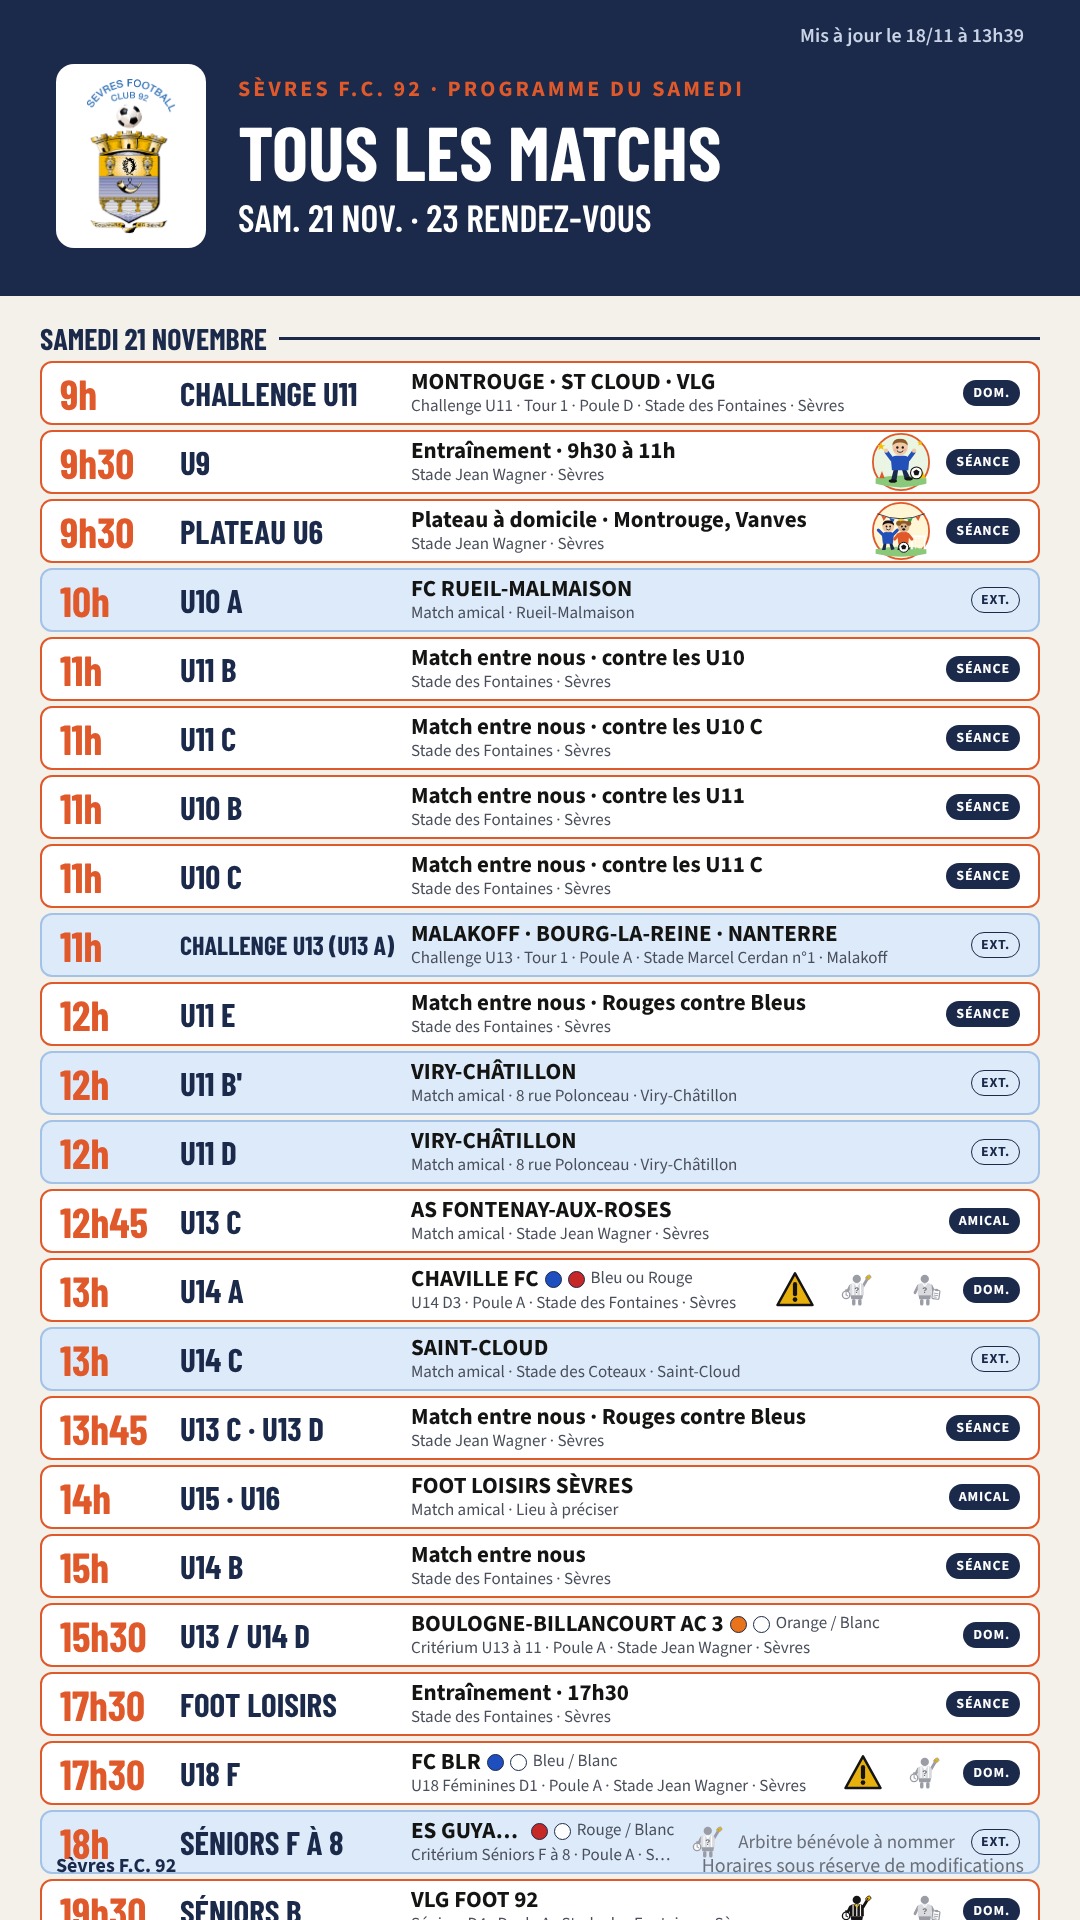 Mis à jour le 18/11 à 13h39
SEVRES FOOTBALL
CLUB 92
SÈVRES F.C. 92 · PROGRAMME DU SAMEDI
TOUS LES MATCHS
SAM. 21 NOV. · 23 RENDEZ-VOUS
SAMEDI 21 NOVEMBRE
9h CHALLENGE U11 MONTROUGE · ST CLOUD · VLG DOM.
Challenge U11 · Tour 1 · Poule D · Stade des Fontaines · Sèvres
9h30 U9 Entraînement · 9h30 à 11h SÉANCE
Stade Jean Wagner · Sèvres
9h30 PLATEAU U6 Plateau à domicile · Montrouge, Vanves SÉANCE
Stade Jean Wagner · Sèvres
10h U10 A FC RUEIL-MALMAISON EXT.
Match amical · Rueil-Malmaison
11h U11 B Match entre nous · contre les U10 SÉANCE
Stade des Fontaines · Sèvres
11h U11 C Match entre nous · contre les U10 C SÉANCE
Stade des Fontaines · Sèvres
11h U10 B Match entre nous · contre les U11 SÉANCE
Stade des Fontaines · Sèvres
11h U10 C Match entre nous · contre les U11 C SÉANCE
Stade des Fontaines · Sèvres
11h CHALLENGE U13 (U13 A) MALAKOFF · BOURG-LA-REINE · NANTERRE EXT.
Challenge U13 · Tour 1 · Poule A · Stade Marcel Cerdan n°1 · Malakoff
12h U11 E Match entre nous · Rouges contre Bleus SÉANCE
Stade des Fontaines · Sèvres
12h U11 B' VIRY-CHÂTILLON EXT.
Match amical · 8 rue Polonceau · Viry-Châtillon
12h U11 D VIRY-CHÂTILLON EXT.
Match amical · 8 rue Polonceau · Viry-Châtillon
12h45 U13 C AS FONTENAY-AUX-ROSES AMICAL
Match amical · Stade Jean Wagner · Sèvres
13h U14 A CHAVILLE FC Bleu ou Rouge DOM.
U14 D3 · Poule A · Stade des Fontaines · Sèvres
13h U14 C SAINT-CLOUD EXT.
Match amical · Stade des Coteaux · Saint-Cloud
13h45 U13 C · U13 D Match entre nous · Rouges contre Bleus SÉANCE
Stade Jean Wagner · Sèvres
14h U15 · U16 FOOT LOISIRS SÈVRES AMICAL
Match amical · Lieu à préciser
15h U14 B Match entre nous SÉANCE
Stade des Fontaines · Sèvres
15h30 U13 / U14 D BOULOGNE-BILLANCOURT AC 3 Orange / Blanc DOM.
Critérium U13 à 11 · Poule A · Stade Jean Wagner · Sèvres
17h30 FOOT LOISIRS Entraînement · 17h30 SÉANCE
Stade des Fontaines · Sèvres
17h30 U18 F FC BLR Bleu / Blanc DOM.
U18 Féminines D1 · Poule A · Stade Jean Wagner · Sèvres
18h SÉNIORS F À 8 ES GUYA... Rouge / Blanc Arbitre bénévole à nommer EXT.
Critérium Séniors F à 8 · Poule A · S...
Sèvres F.C. 92 Horaires sous réserve de modifications
19h30 SÉNIORS B VLG FOOT 92 DOM.